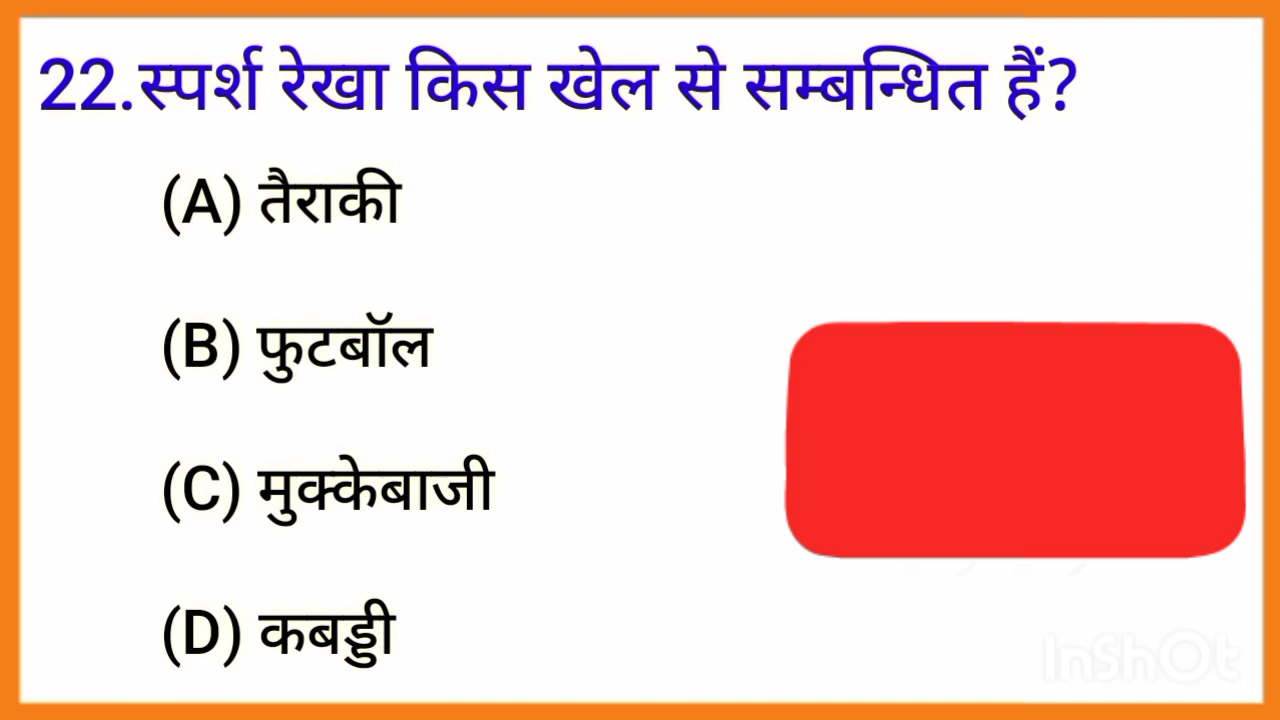 22.स्पर्श रेखा किस खेल से सम्बन्धित हैं?
(A) तैराकी
(B) फुटबॉल
(C) मुक्केबाजी
(D) कबड्डी
InShOt